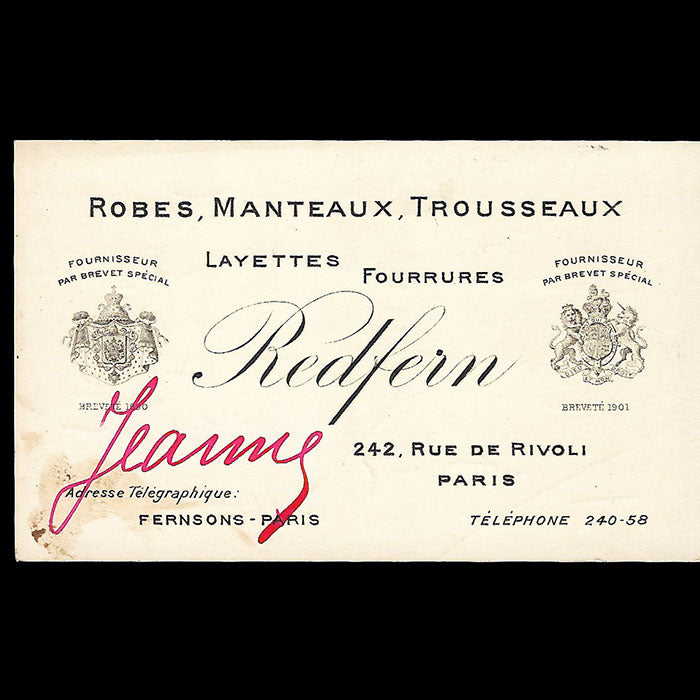 ROBES, MANTEAUX, TROUSSEAUX
LAYETTES
FOURRURES
FOURNISSEUR
PAR BREVET SPÉCIAL
BREVETÉ
FOURNISSEUR
PAR BREVET SPÉCIAL
BREVETÉ 1901
Redfern
Jeanne
242, RUE DE RIVOLI
PARIS
Adresse Télégraphique:
FERNSONS-PARIS
TÉLÉPHONE 240-58